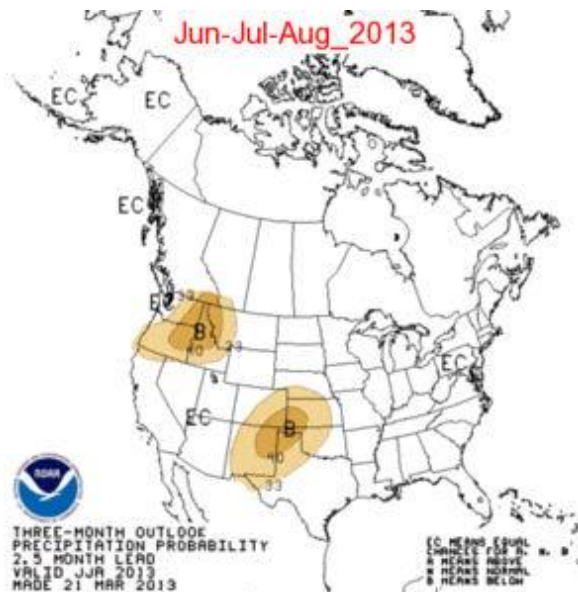 Jun-Jul-Aug_2013
EC
EC
EC
EC
33
B
40
33
EC
EC
B
40
33
NOAA
THREE-MONTH OUTLOOK
PRECIPITATION PROBABILITY
2.5 MONTH LEAD
VALID JJA 2013
MADE 21 MAR 2013
EC MEANS EQUAL
CHANCES FOR A, N, B
A MEANS ABOVE
N MEANS NORMAL
B MEANS BELOW